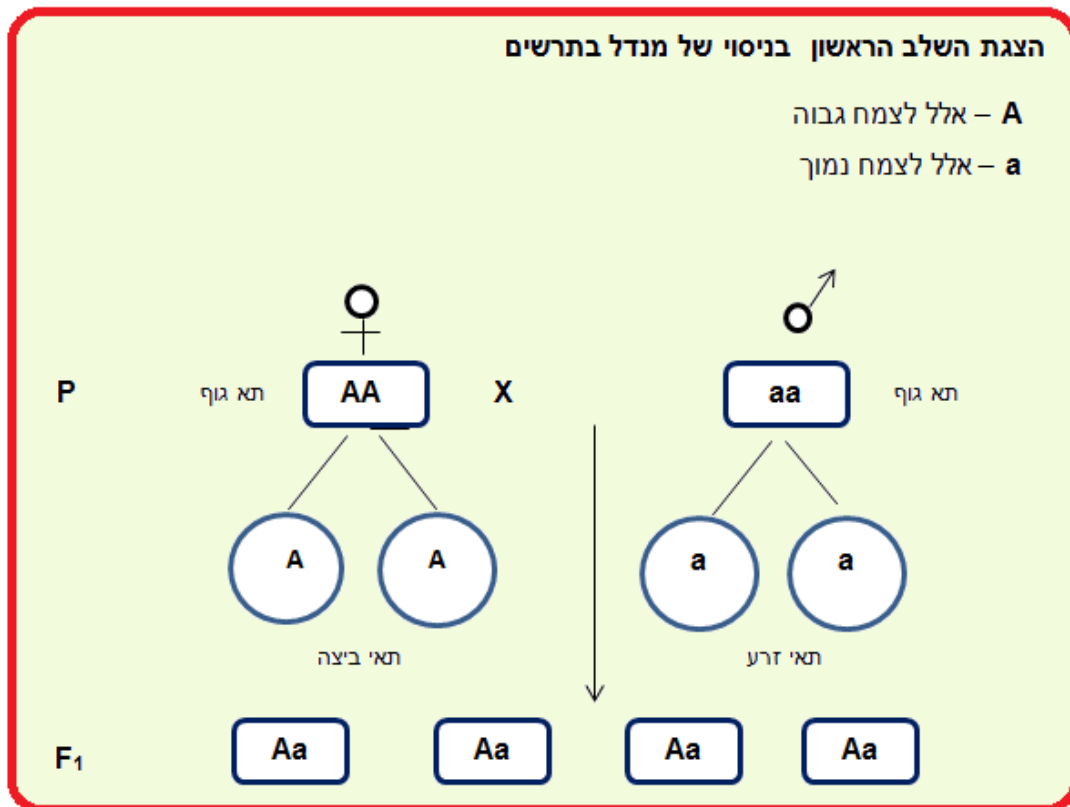 הצגת השלב הראשון בניסוי של מנדל בתרשים
A – אלל לצמח גבוה
a – אלל לצמח נמוך
P תא גוף AA X aa תא גוף
A A a a
תאי ביצה תאי זרע
F₁ Aa Aa Aa Aa